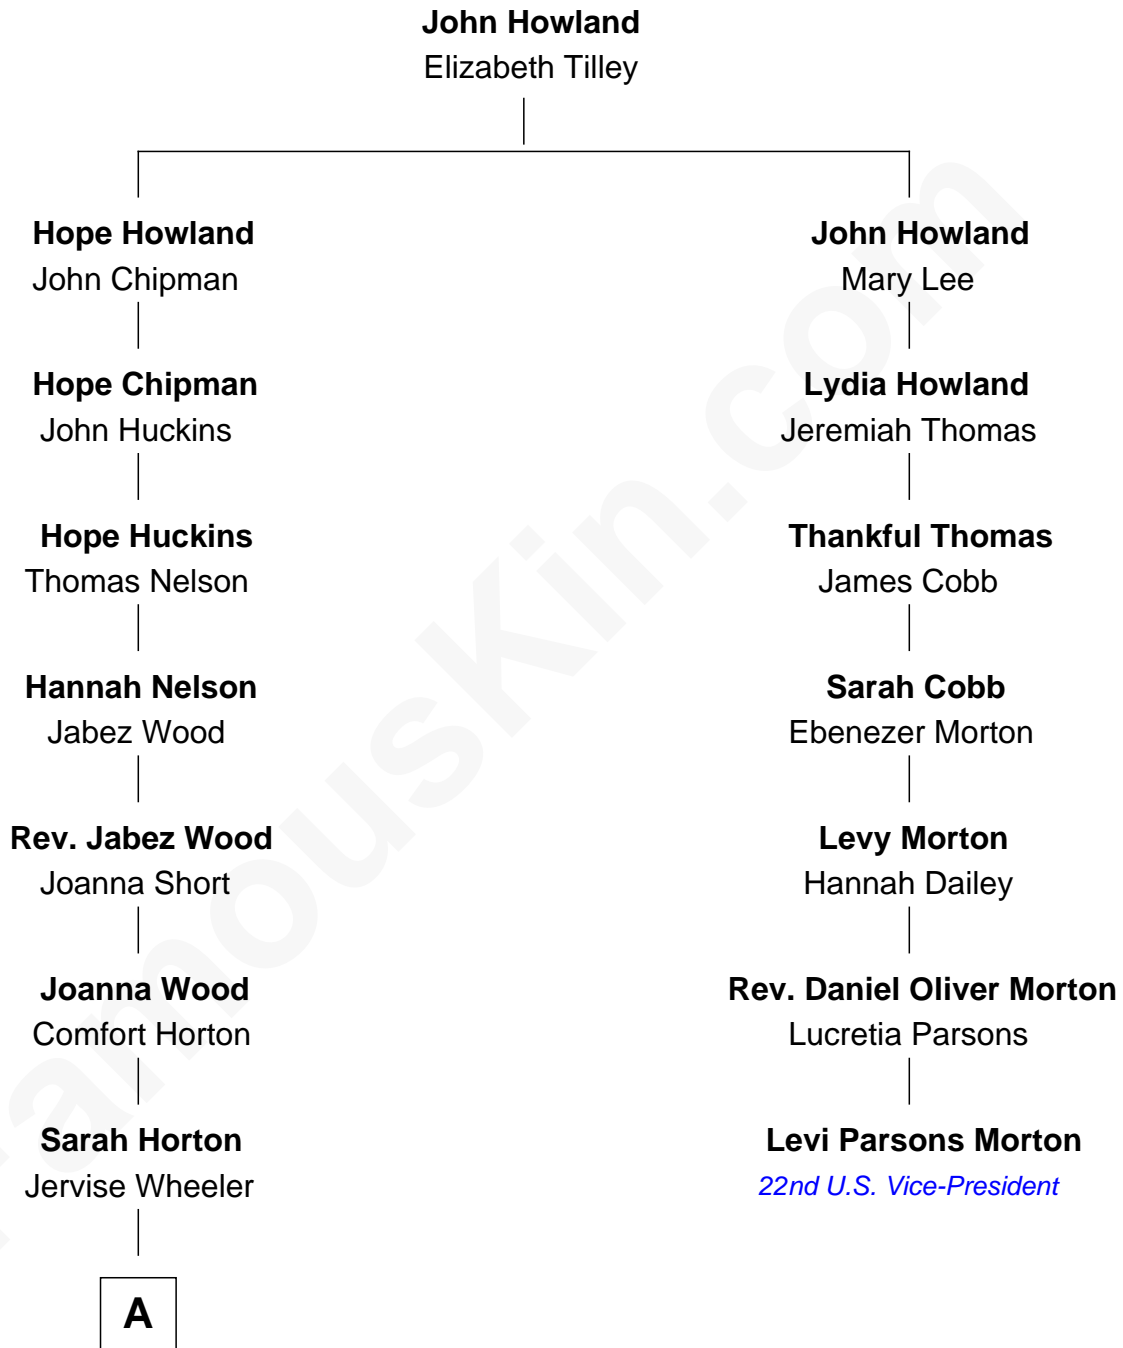 John Howland
Elizabeth Tilley
Hope Howland
John Chipman
John Howland
Mary Lee
Hope Chipman
John Huckins
Lydia Howland
Jeremiah Thomas
Hope Huckins
Thomas Nelson
Thankful Thomas
James Cobb
Hannah Nelson
Jabez Wood
Sarah Cobb
Ebenezer Morton
Rev. Jabez Wood
Joanna Short
Levy Morton
Hannah Dailey
Joanna Wood
Comfort Horton
Rev. Daniel Oliver Morton
Lucretia Parsons
Sarah Horton
Jervise Wheeler
Levi Parsons Morton
22nd U.S. Vice-President
A
FamousKin.com